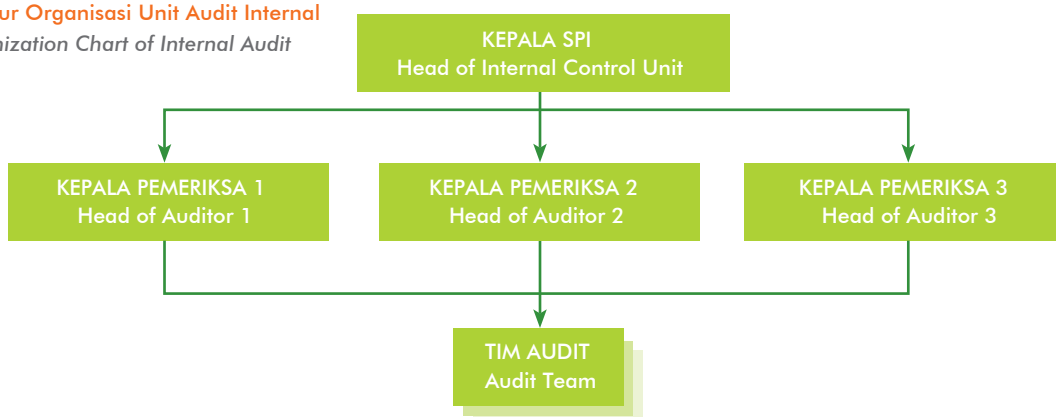 ur Organisasi Unit Audit Internal
nization Chart of Internal Audit
KEPALA SPI
Head of Internal Control Unit
KEPALA PEMERIKSA 1
Head of Auditor 1
KEPALA PEMERIKSA 2
Head of Auditor 2
KEPALA PEMERIKSA 3
Head of Auditor 3
TIM AUDIT
Audit Team